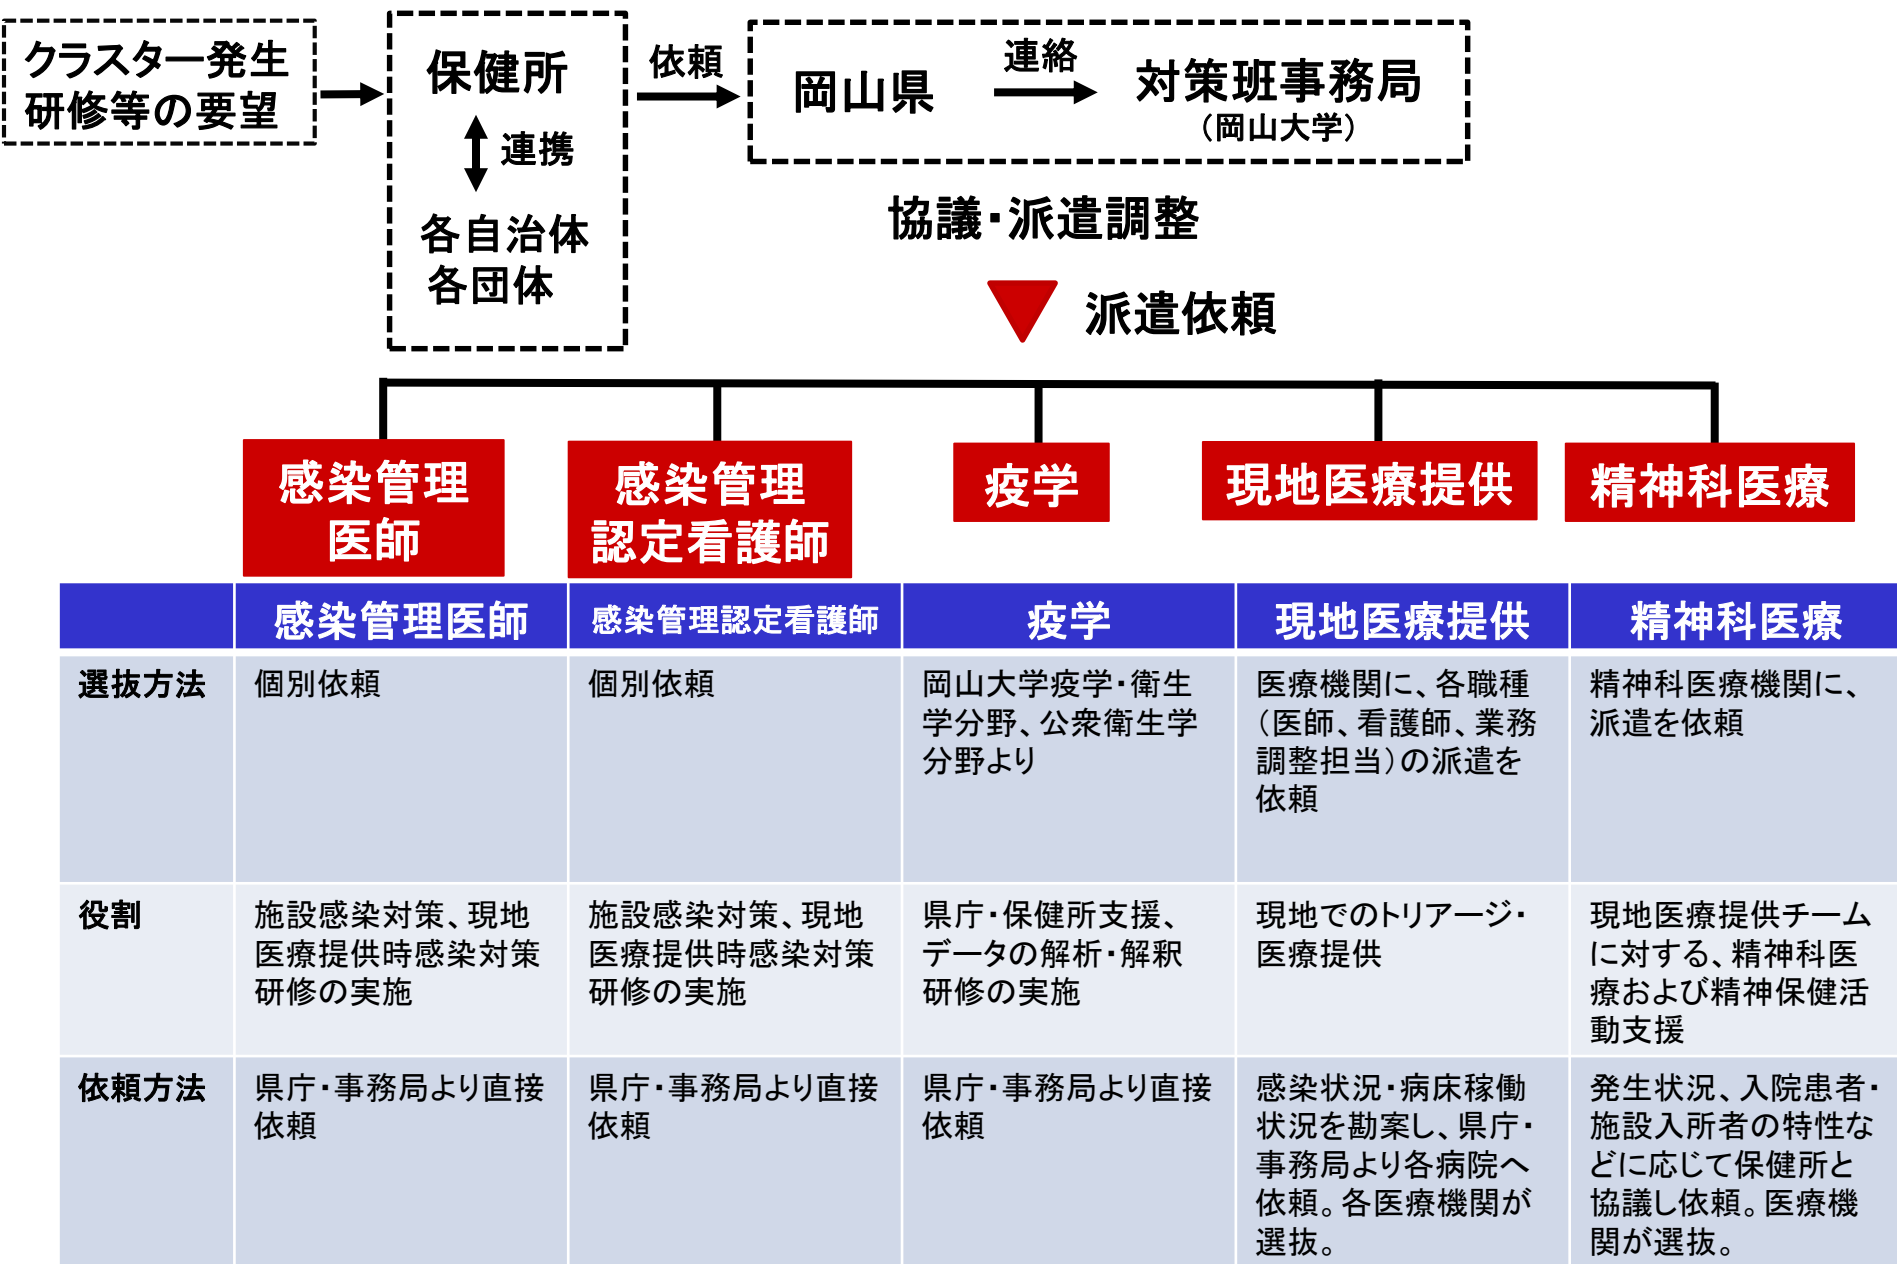 クラスター発生
研修等の要望
保健所
連携
各自治体
各団体
依頼
岡山県
連絡
対策班事務局
（岡山大学）
協議・派遣調整
派遣依頼
感染管理
医師
感染管理
認定看護師
疫学
現地医療提供
精神科医療
感染管理医師
感染管理認定看護師
疫学
現地医療提供
精神科医療
選抜方法
個別依頼
個別依頼
岡山大学疫学・衛生
学分野、公衆衛生学
分野より
医療機関に、各職種
（医師、看護師、業務
調整担当）の派遣を
依頼
精神科医療機関に、
派遣を依頼
役割
施設感染対策、現地
医療提供時感染対策
研修の実施
施設感染対策、現地
医療提供時感染対策
研修の実施
県庁・保健所支援、
データの解析・解釈
研修の実施
現地でのトリアージ・
医療提供
現地医療提供チーム
に対する、精神科医
療および精神保健活
動支援
依頼方法
県庁・事務局より直接
依頼
県庁・事務局より直接
依頼
県庁・事務局より直接
依頼
感染状況・病床稼働
状況を勘案し、県庁・
事務局より各病院へ
依頼。各医療機関が
選抜。
発生状況、入院患者・
施設入所者の特性な
どに応じて保健所と
協議し依頼。医療機
関が選抜。